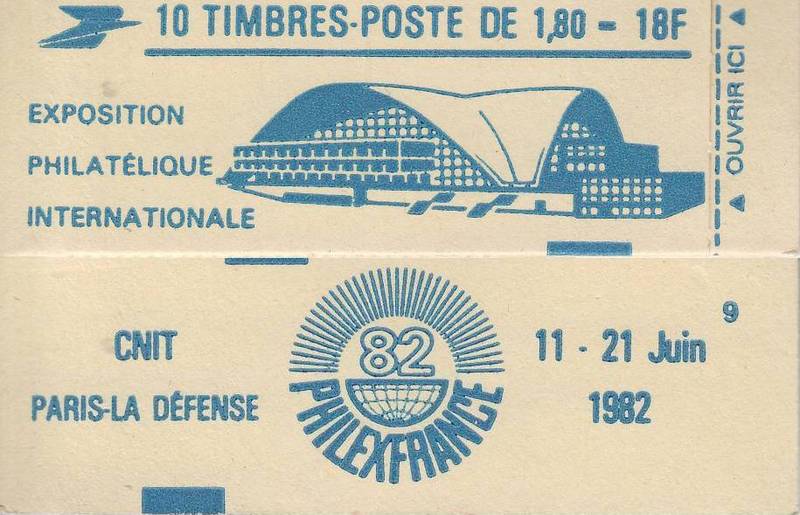 10 TIMBRES-POSTE DE 1,80 - 18F
EXPOSITION
PHILATÉLIQUE
INTERNATIONALE
OUVRIR ICI
CNIT
PARIS-LA DÉFENSE
82
PHILEXFRANCE
11 - 21 Juin
1982
9